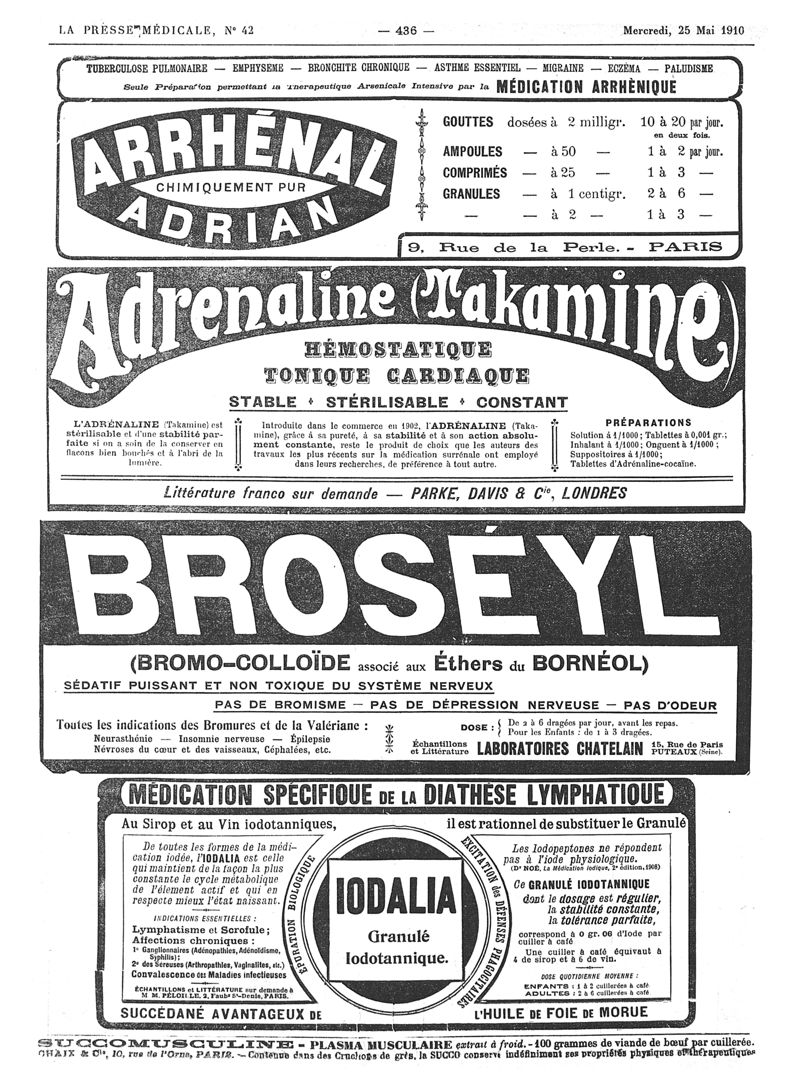 LA PRESSE MÉDICALE, N° 42 — 436 — Mercredi, 25 Mai 1910
TUBERCULOSE PULMONAIRE — EMPHYSEME — BRONCHITE CHRONIQUE — ASTHME ESSENTIEL — MIGRAINE — ECZÉMA — PALUDISME
Seule Préparation permettant la Thérapeutique Arsenicale Intensive par la MÉDICATION ARRHÈNIQUE
ARRHÉNAL
CHIMIQUEMENT PUR
ADRIAN
GOUTTES dosées à 2 milligr. 10 à 20 par jour.
en deux fois.
AMPOULES — à 50 — 1 à 2 par jour.
COMPRIMÉS — à 25 — 1 à 3 —
GRANULES — à 1 centigr. 2 à 6 —
— — à 2 — 1 à 3 —
9, Rue de la Perle. - PARIS
Adrenaline (Takamine)
HÉMOSTATIQUE
TONIQUE CARDIAQUE
STABLE * STÉRILISABLE * CONSTANT
L'ADRÉNALINE (Takamine) est
stérilisable et d'une stabilité par-
faite si on a soin de la conserver en
flacons bien bouchés et à l'abri de la
lumière.
Introduite dans le commerce en 1902, l'ADRÉNALINE (Taka-
mine), grâce à sa pureté, à sa stabilité et à son action absolu-
ment constante, reste le produit de choix que les auteurs des
travaux les plus récents sur la médication surrénale ont employé
dans leurs recherches, de préférence à tout autre.
PRÉPARATIONS
Solution à 1/1000 ; Tablettes à 0,001 gr.;
Inhalant à 1/1000 ; Onguent à 1/1000 ;
Suppositoires à 1/1000 ;
Tablettes d'Adrénaline-cocaïne.
Littérature franco sur demande — PARKE, DAVIS & Cie, LONDRES
BROSÉYL
(BROMO-COLLOÏDE associé aux Éthers du BORNÉOL)
SÉDATIF PUISSANT ET NON TOXIQUE DU SYSTÈME NERVEUX
PAS DE BROMISME — PAS DE DÉPRESSION NERVEUSE — PAS D'ODEUR
Toutes les indications des Bromures et de la Valériane :
Neurasthénie — Insomnie nerveuse — Épilepsie
Névroses du cœur et des vaisseaux, Céphalées, etc.
DOSE : { De 2 à 6 dragées par jour, avant les repas.
Pour les Enfants : de 1 à 3 dragées.
Échantillons
et Littérature LABORATOIRES CHATELAIN 15, Rue de Paris
PUTEAUX (Seine).
MÉDICATION SPÉCIFIQUE DE LA DIATHÈSE LYMPHATIQUE
Au Sirop et au Vin iodotanniques, il est rationnel de substituer le Granulé
De toutes les formes de la médi-
cation iodée, l'IODALIA est celle
qui maintient de la façon la plus
constante le cycle métabolique
de l'élement actif et qui en
respecte mieux l'état naissant.
INDICATIONS ESSENTIELLES :
Lymphatisme et Scrofule ;
Affections chroniques :
1° Ganglionnaires (Adénopathies, Adénoïdisme,
Syphilis) ;
2° des Séreuses (Arthropathies, Vaginalites, etc.)
Convalescence des Maladies infectieuses
ÉCHANTILLONS et LITTÉRATURE sur demande à
M. M. PÉLOILLE, 2, Faubg St-Denis, PARIS.
ÉPURATION BIOLOGIQUE
IODALIA
Granulé
Iodotannique.
EXCITATION des DÉFENSES PHAGOCITAIRES
Les Iodopeptones ne répondent
pas à l'iode physiologique.
(Dr NOÉ, La Médication Iodique, 2e édition, 1908)
Ce GRANULÉ IODOTANNIQUE
dont le dosage est régulier,
la stabilité constante,
la tolérance parfaite,
correspond à 0 gr. 06 d'Iode par
cuiller à café
Une cuiller à café équivaut à
4 de sirop et à 6 de vin.
DOSE QUOTIDIENNE MOYENNE :
ENFANTS : 1 à 2 cuillerées à café
ADULTES : 2 à 6 cuillerées à café
SUCCÉDANÉ AVANTAGEUX DE L'HUILE DE FOIE DE MORUE
SUCCOMUSCULINE - PLASMA MUSCULAIRE extrait à froid. - 100 grammes de viande de bœuf par cuillerée.
CHAIX & Cie, 10, rue de l'Orne, PARIS. — Contenue dans des Cruchons de grès, la SUCCO conserve indéfiniment ses propriétés physiques et thérapeutiques